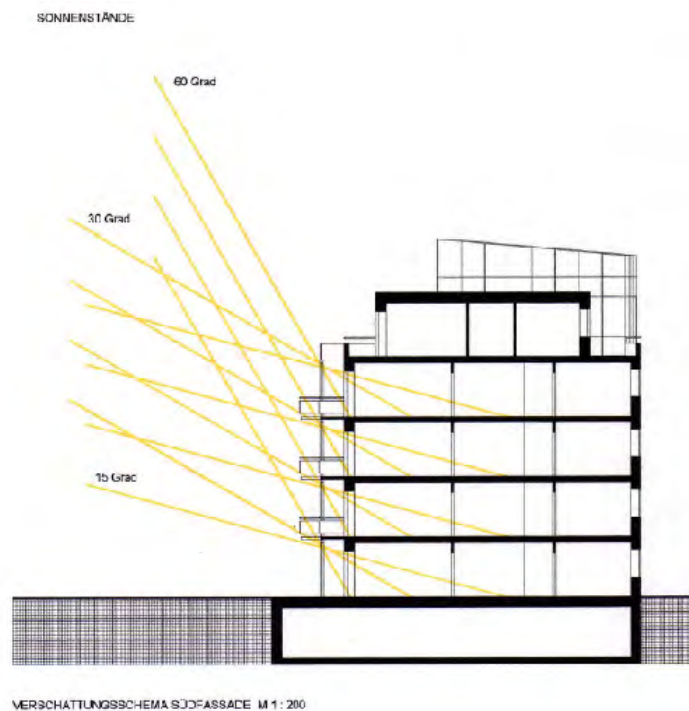 SONNENSTÄNDE
60 Grad
30 Grad
15 Grad
VERSCHATTUNGSSCHEMA SÜDFASSADE M 1 : 200